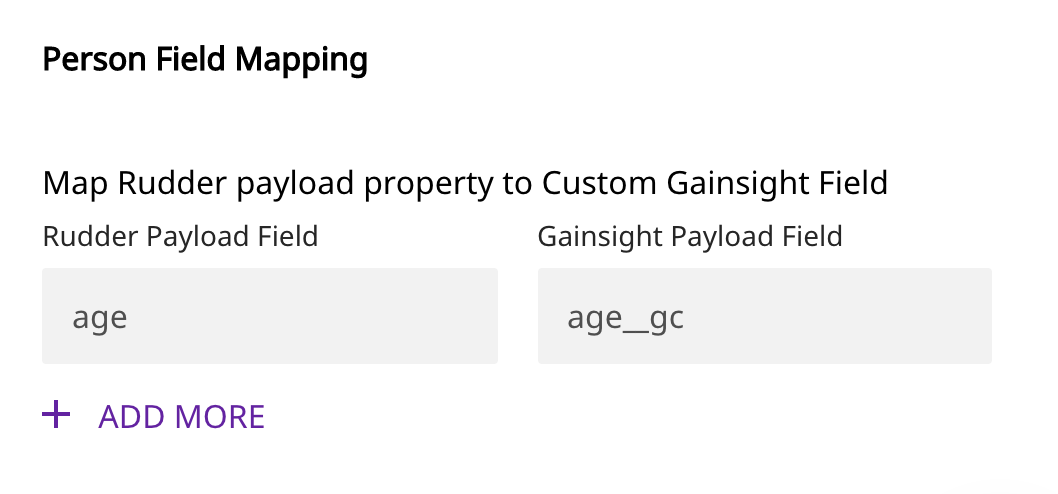 Person Field Mapping
Map Rudder payload property to Custom Gainsight Field
Rudder Payload Field Gainsight Payload Field
age age__gc
+ ADD MORE